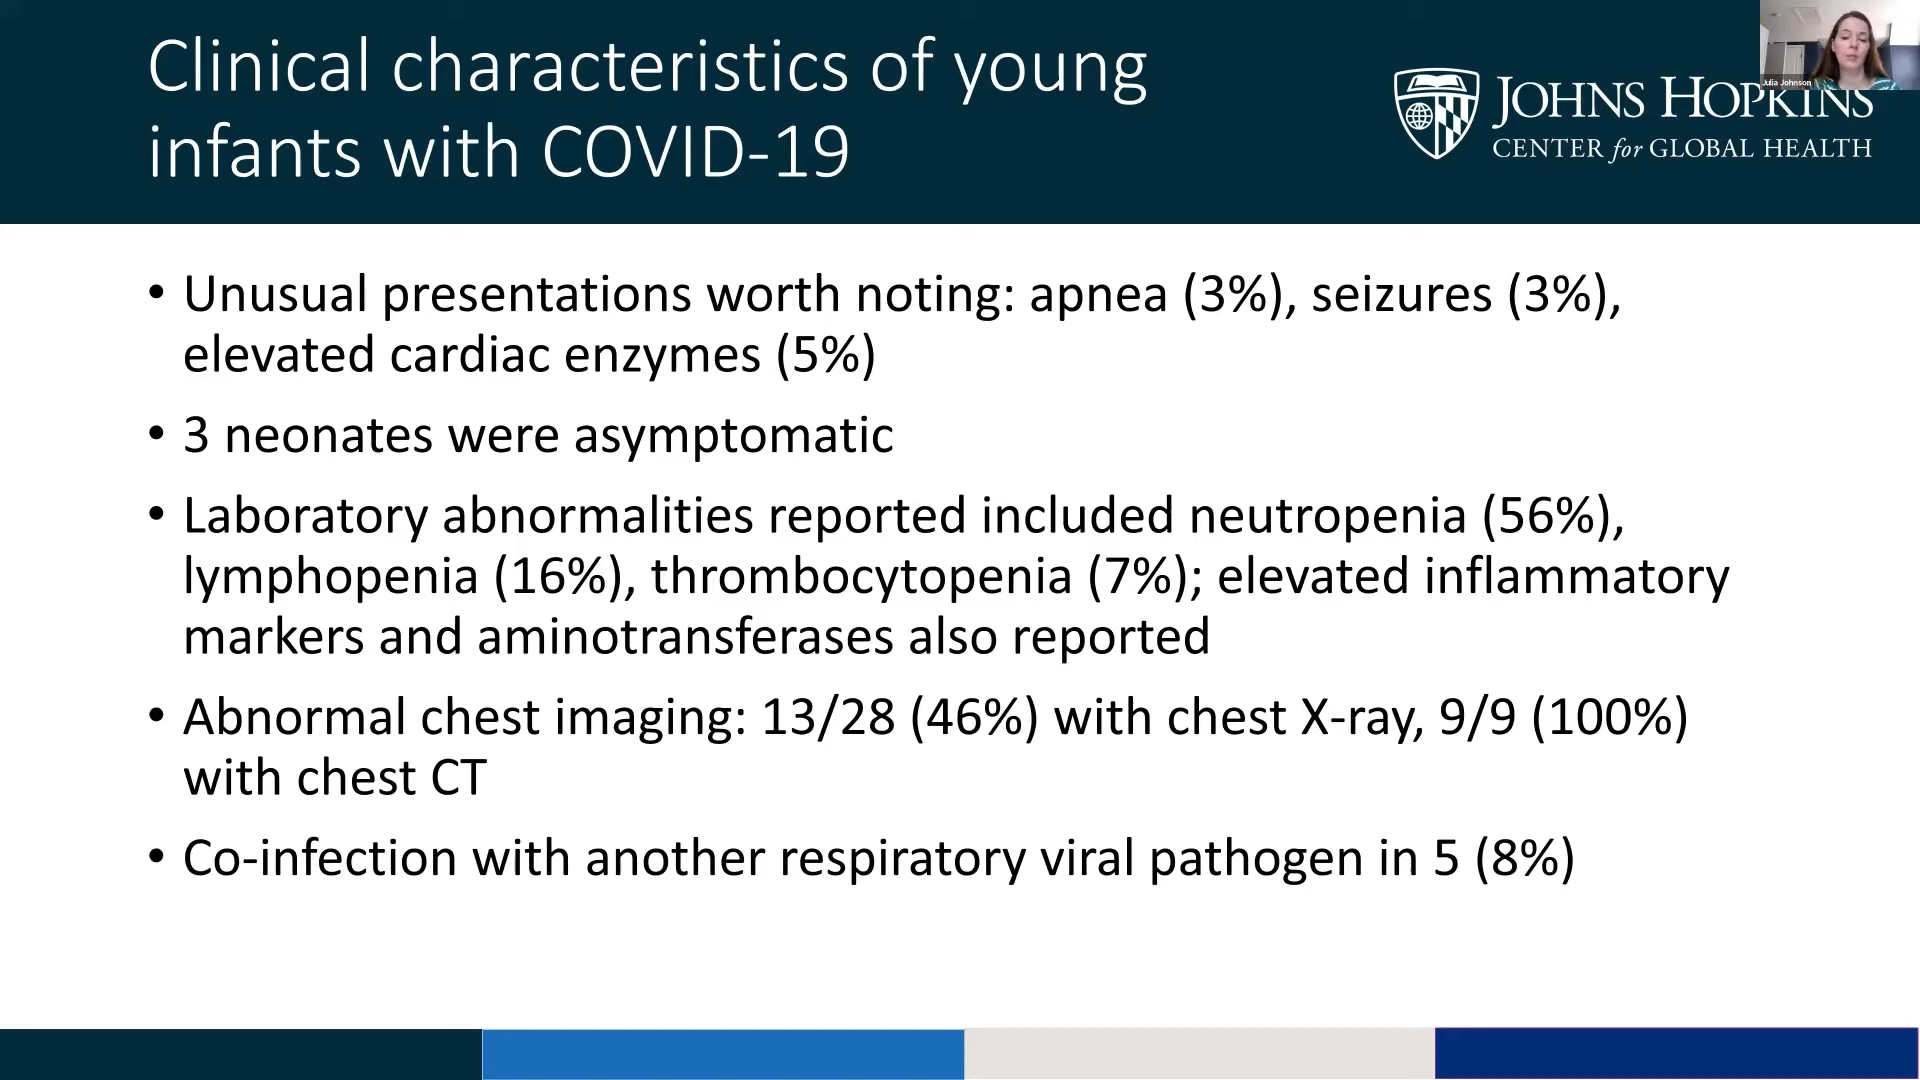 Clinical characteristics of young
infants with COVID-19
JOHNS HOPKINS
CENTER for GLOBAL HEALTH
Julia Johnson
• Unusual presentations worth noting: apnea (3%), seizures (3%),
elevated cardiac enzymes (5%)
• 3 neonates were asymptomatic
• Laboratory abnormalities reported included neutropenia (56%),
lymphopenia (16%), thrombocytopenia (7%); elevated inflammatory
markers and aminotransferases also reported
• Abnormal chest imaging: 13/28 (46%) with chest X-ray, 9/9 (100%)
with chest CT
• Co-infection with another respiratory viral pathogen in 5 (8%)